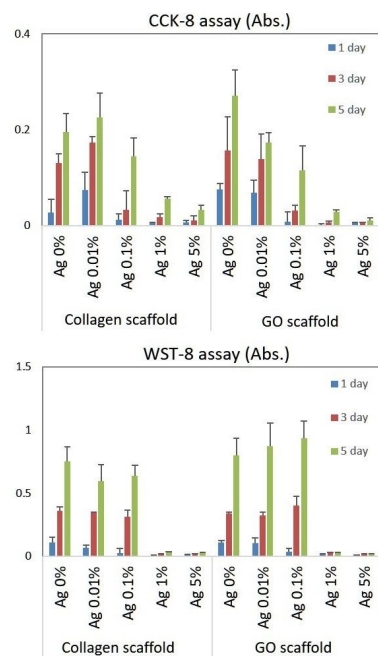 CCK-8 assay (Abs.)
0.4
1 day
3 day
0.2
5 day
0
Ag 0%
Ag 0.01%
Ag 0.1%
Ag 1%
Ag 5%
Ag 0%
Ag 0.01%
Ag 0.1%
Ag 1%
Ag 5%
Collagen scaffold
GO scaffold
WST-8 assay (Abs.)
1.5
1 day
3 day
1
5 day
0.5
0
Ag 0%
Ag 0.01%
Ag 0.1%
Ag 1%
Ag 5%
Ag 0%
Ag 0.01%
Ag 0.1%
Ag 1%
Ag 5%
Collagen scaffold
GO scaffold